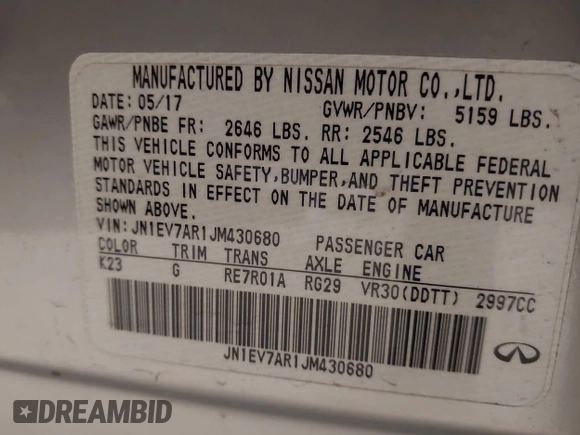 MANUFACTURED BY NISSAN MOTOR CO.,LTD.
DATE: 05/17 GVWR/PNBV: 5159 LBS.
GAWR/PNBE FR: 2646 LBS. RR: 2546 LBS.
THIS VEHICLE CONFORMS TO ALL APPLICABLE FEDERAL
MOTOR VEHICLE SAFETY,BUMPER,AND THEFT PREVENTION
STANDARDS IN EFFECT ON THE DATE OF MANUFACTURE
SHOWN ABOVE.
VIN: JN1EV7AR1JM430680 PASSENGER CAR
COLOR TRIM TRANS AXLE ENGINE
K23 G RE7R01A RG29 VR30(DDTT) 2997CC
JN1EV7AR1JM430680
DREAMBID